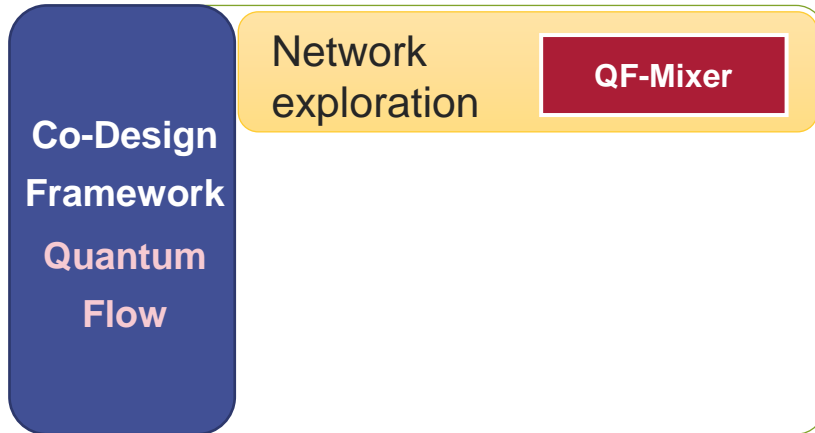 Co-Design
Framework
Quantum
Flow
Network
exploration
QF-Mixer